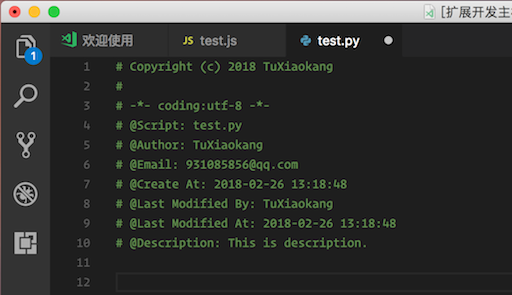 [扩展开发主
欢迎使用
JS test.js
test.py
1
1 # Copyright (c) 2018 TuXiaokang
2 #
3 # -*- coding:utf-8 -*-
4 # @Script: test.py
5 # @Author: TuXiaokang
6 # @Email: 931085856@qq.com
7 # @Create At: 2018-02-26 13:18:48
8 # @Last Modified By: TuXiaokang
9 # @Last Modified At: 2018-02-26 13:18:48
10 # @Description: This is description.
11
12